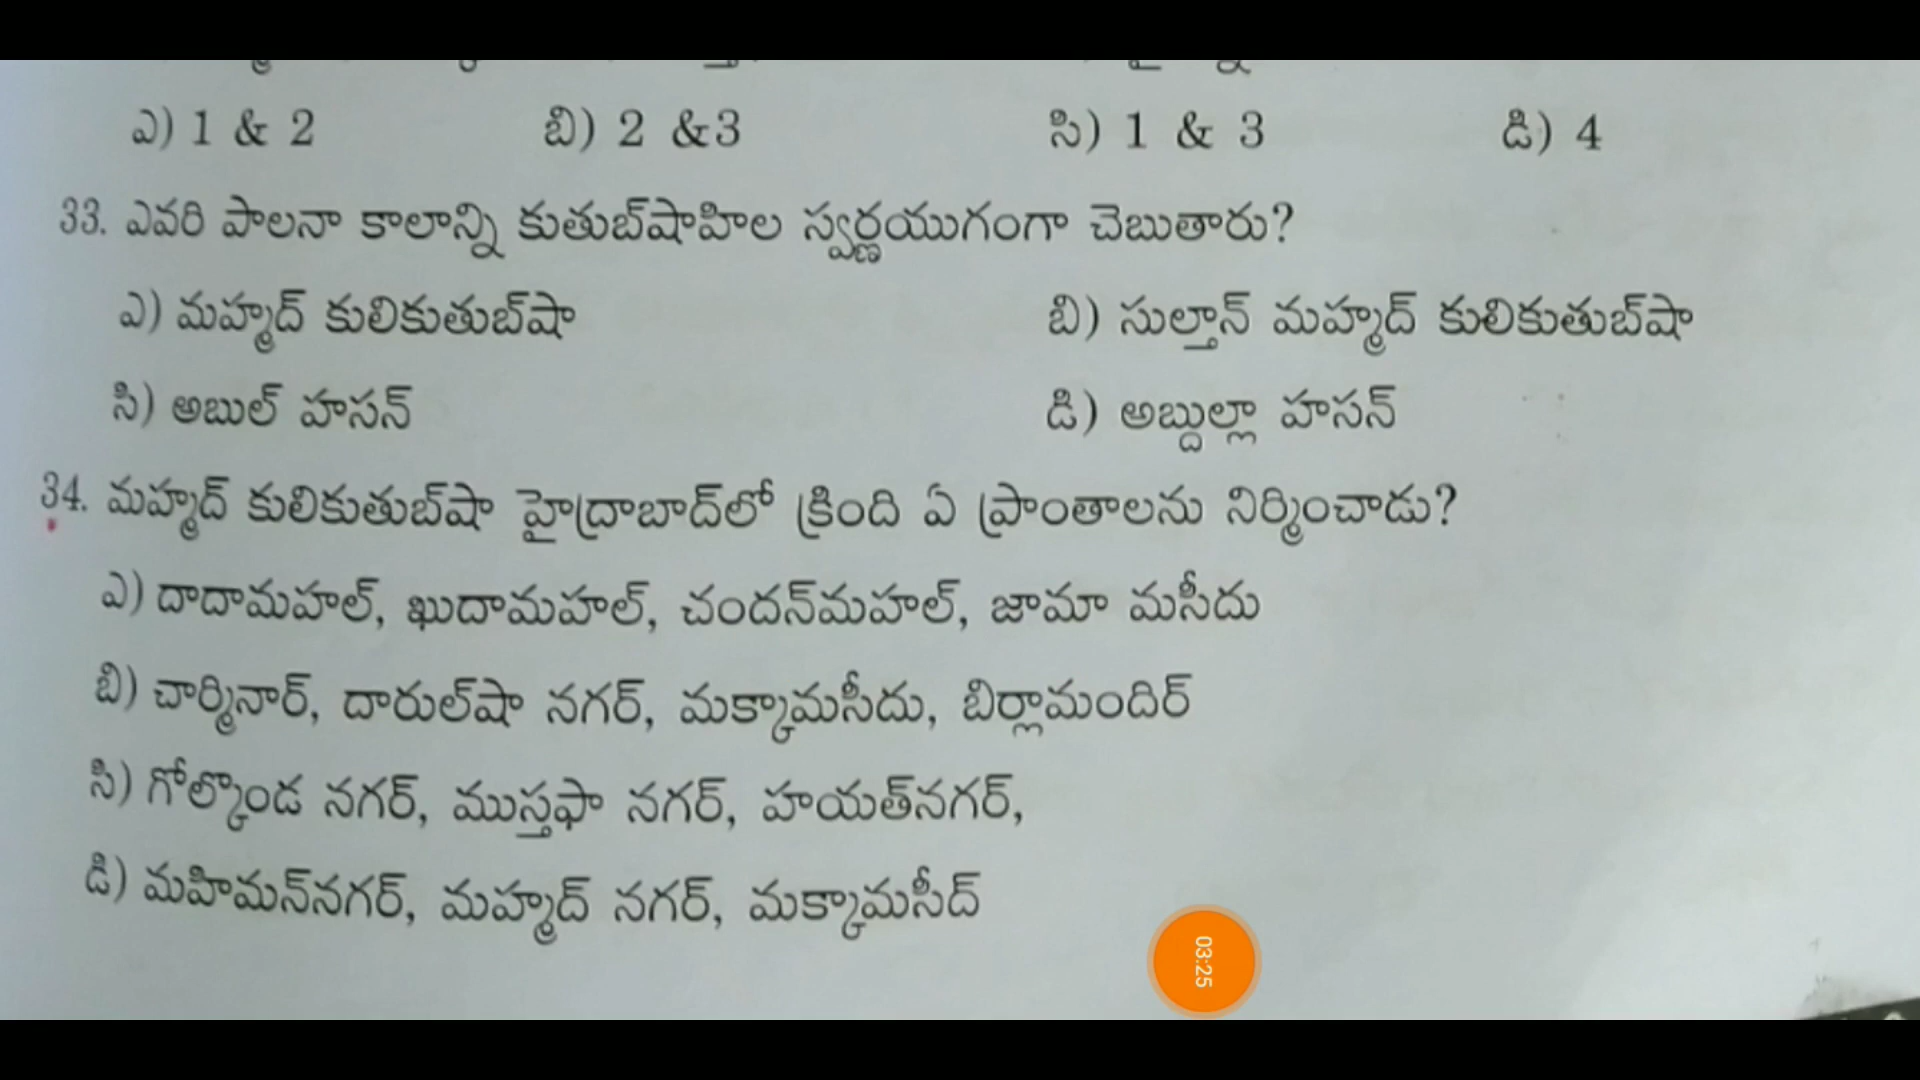 ఎ) 1 & 2 బి) 2 &3 సి) 1 & 3 డి) 4
33. ఎవరి పాలనా కాలాన్ని కుతుబ్‌షాహిల స్వర్ణయుగంగా చెబుతారు?
ఎ) మహ్మద్ కులికుతుబ్‌షా బి) సుల్తాన్ మహ్మద్ కులికుతుబ్‌షా
సి) అబుల్ హసన్ డి) అబ్దుల్లా హసన్
34. మహ్మద్ కులికుతుబ్‌షా హైద్రాబాద్‌లో క్రింది ఏ ప్రాంతాలను నిర్మించాడు?
ఎ) దాదామహల్, ఖుదామహల్, చందన్‌మహల్, జామా మసీదు
బి) చార్మినార్, దారుల్‌షా నగర్, మక్కామసీదు, బిర్లామందిర్
సి) గోల్కొండ నగర్, ముస్తఫా నగర్, హయత్‌నగర్,
డి) మహిమన్‌నగర్, మహ్మద్ నగర్, మక్కామసీద్
03:25